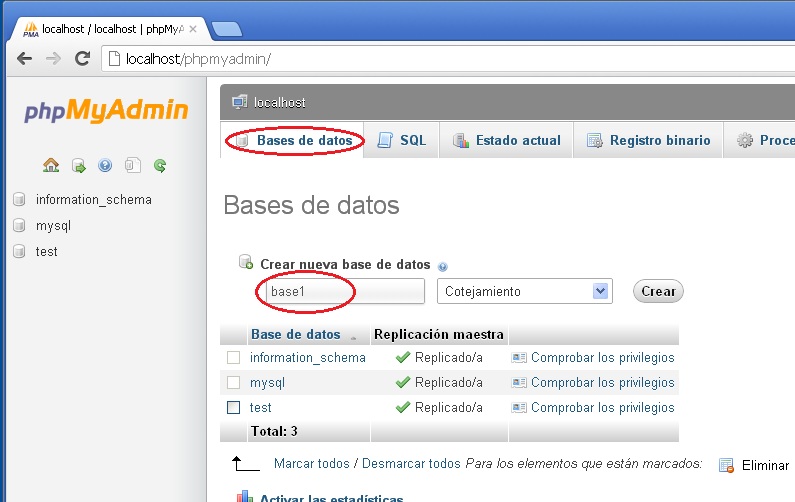 localhost / localhost | phpMyA
localhost/phpmyadmin/
phpMyAdmin
information_schema
mysql
test
localhost
Bases de datos SQL Estado actual Registro binario Proce
Bases de datos
Crear nueva base de datos
base1 Cotejamiento Crear
Base de datos Replicación maestra
information_schema Replicado/a Comprobar los privilegios
mysql Replicado/a Comprobar los privilegios
test Replicado/a Comprobar los privilegios
Total: 3
Marcar todos / Desmarcar todos Para los elementos que están marcados: Eliminar
Activar las estadísticas